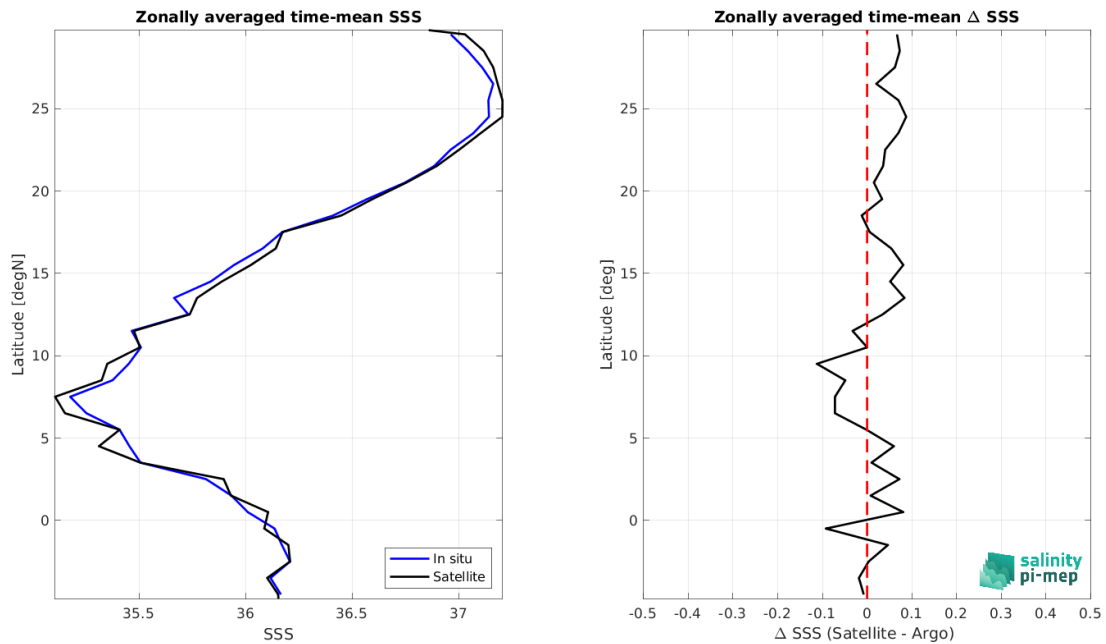 Zonally averaged time-mean SSS
Latitude [degN]
25
20
15
10
5
0
35.5 36 36.5 37
SSS
In situ
Satellite
Zonally averaged time-mean Δ SSS
Latitude [deg]
25
20
15
10
5
0
-0.5 -0.4 -0.3 -0.2 -0.1 0 0.1 0.2 0.3 0.4 0.5
Δ SSS (Satellite - Argo)
salinity
pi-mep